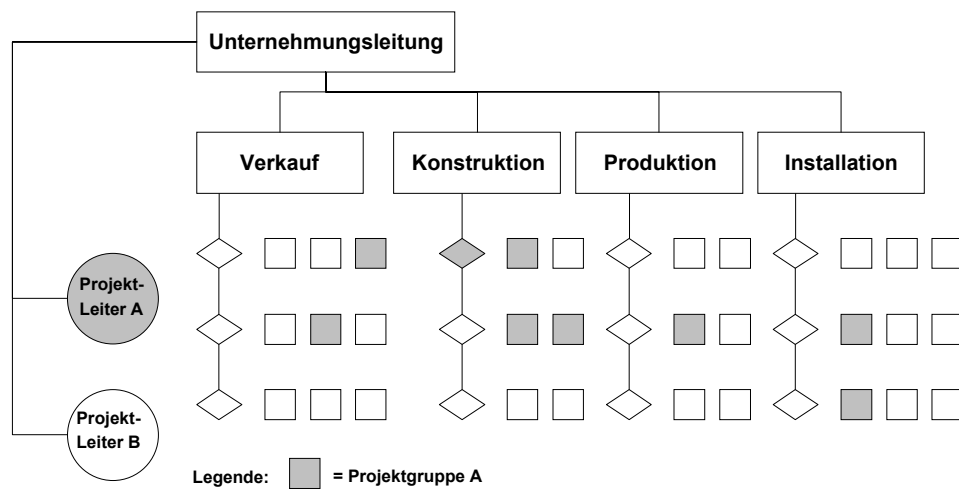 Unternehmungsleitung
Verkauf
Konstruktion
Produktion
Installation
Projekt-
Leiter A
Projekt-
Leiter B
Legende: = Projektgruppe A